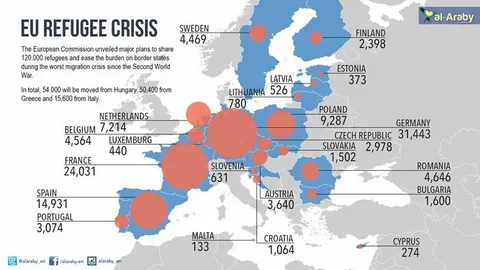 EU REFUGEE CRISIS
The European Commission unveiled major plans to share
120,000 refugees and ease the burden on border states
during the worst migration crisis since the Second World
War.
In total. 54,000 will be moved from Hungary. 50,400 from
Greece and 15,600 from Italy.
al-Araby
SWEDEN
4,469
FINLAND
2,398
ESTONIA
373
LATVIA
526
LITHUANIA
780
POLAND
9,287
NETHERLANDS
7,214
GERMANY
31,443
BELGIUM
4,564
CZECH REPUBLIC
2,978
LUXEMBURG
440
SLOVAKIA
1,502
FRANCE
24,031
SLOVENIA
631
ROMANIA
4,646
SPAIN
14,931
AUSTRIA
3,640
BULGARIA
1,600
PORTUGAL
3,074
MALTA
133
CROATIA
1,064
CYPRUS
274
@alaraby_en
/alaraby.en
@alaraby_en